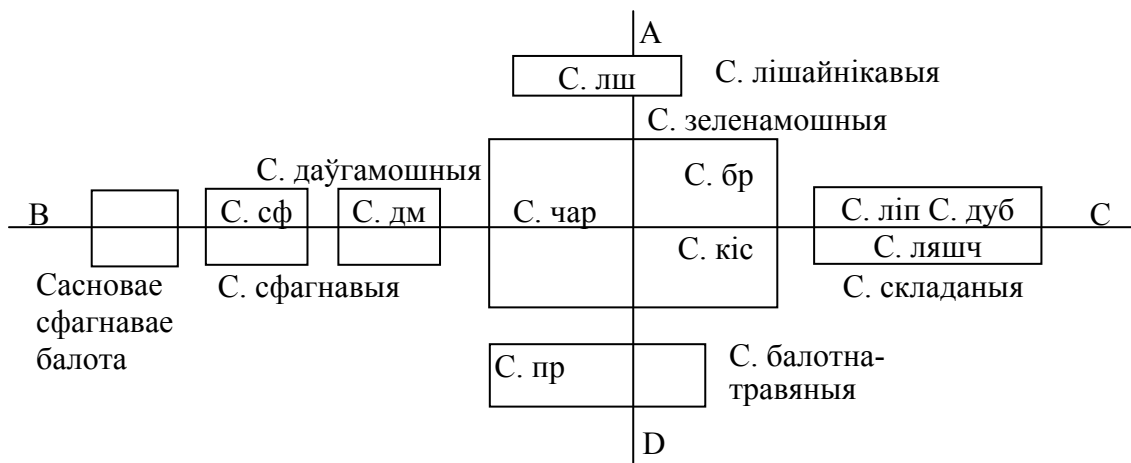 A
С. лш
С. лішайнікавыя
С. зеленамошныя
С. даўгамошныя
С. бр
B
С. сф
С. дм
С. чар
С. ліп С. дуб
C
С. кіс
С. ляшч
Сасновае
сфагнавае
балота
С. сфагнавыя
С. складаныя
С. пр
С. балотна-
травяныя
D